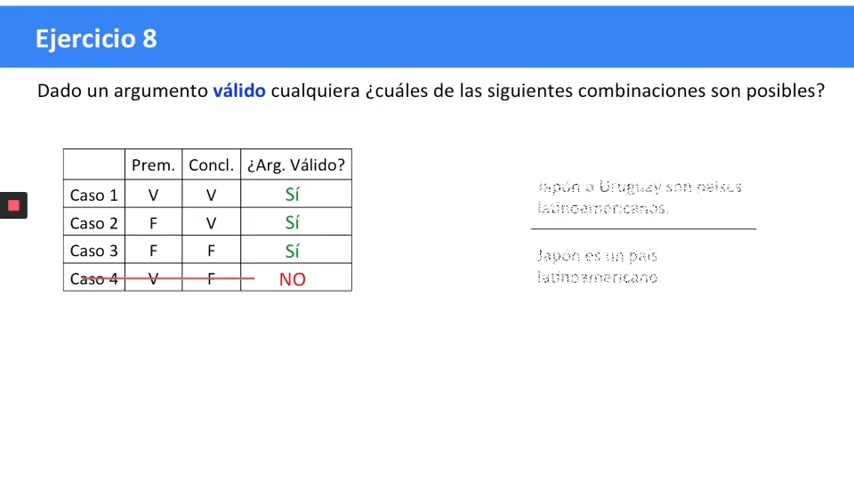 Ejercicio 8
Dado un argumento válido cualquiera ¿cuáles de las siguientes combinaciones son posibles?
Prem. Concl. ¿Arg. Válido?
Caso 1 V V Sí
Caso 2 F V Sí
Caso 3 F F Sí
Caso 4 V F NO
Japón o Uruguay son países
latinoamericanos.
Japón es un país
latinoamericano.